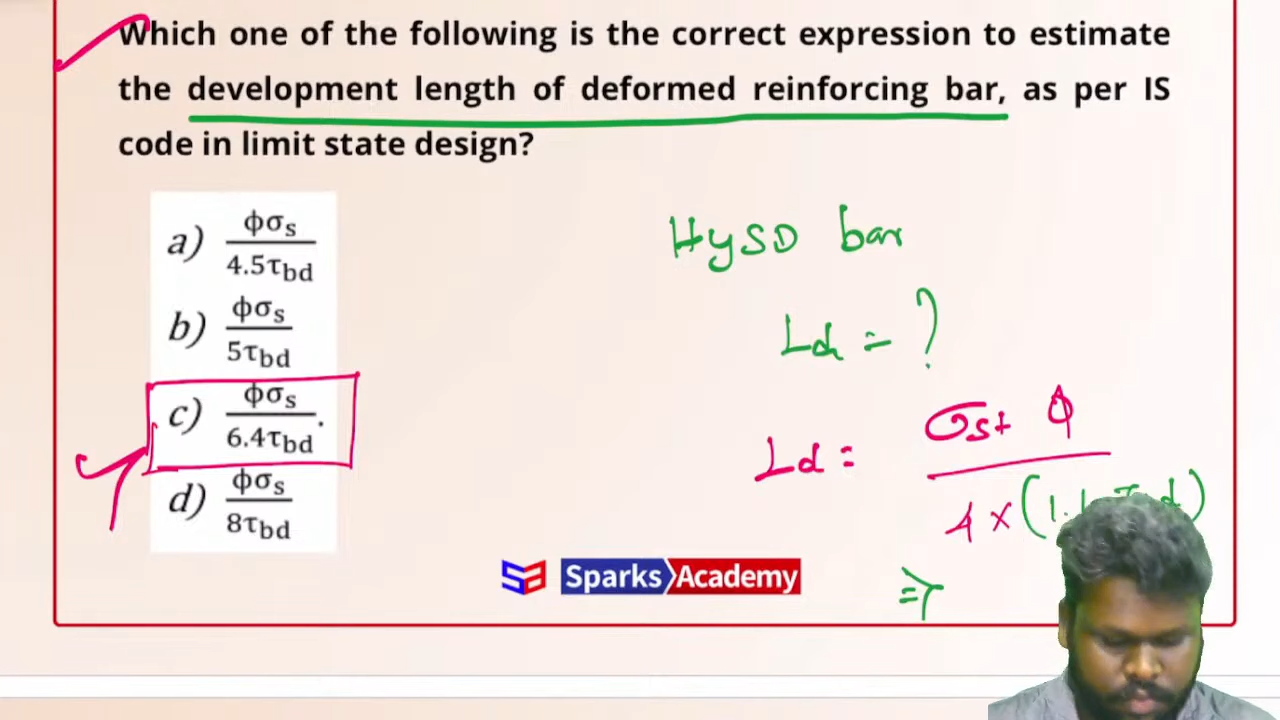 Which one of the following is the correct expression to estimate
the development length of deformed reinforcing bar, as per IS
code in limit state design?
a) ϕσs / 4.5τbd
b) ϕσs / 5τbd
c) ϕσs / 6.4τbd.
d) ϕσs / 8τbd
HYSD bar
Ld = ?
Ld = σst ϕ
4 × (1.
⇒
Sparks Academy